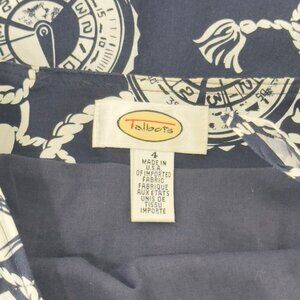 Talbots
4
MADE IN
U.S.A.
OF IMPORTED
FABRIC
FABRIQUE
AUX ETATS
UNIS DE
TISSU
IMPORTE